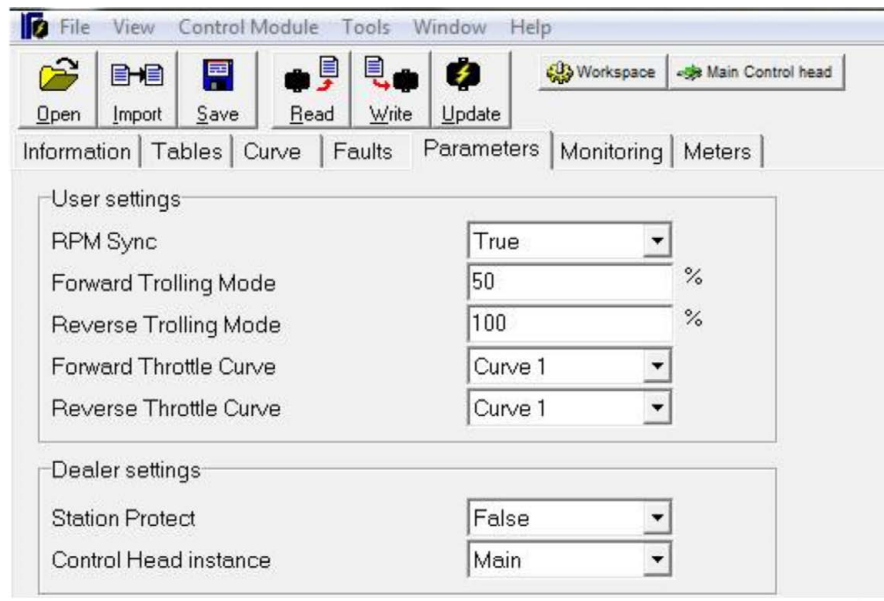 File View Control Module Tools Window Help
Workspace Main Control head
Open Import Save Read Write Update
Information Tables Curve Faults Parameters Monitoring Meters
User settings
RPM Sync True
Forward Trolling Mode 50 %
Reverse Trolling Mode 100 %
Forward Throttle Curve Curve 1
Reverse Throttle Curve Curve 1
Dealer settings
Station Protect False
Control Head instance Main